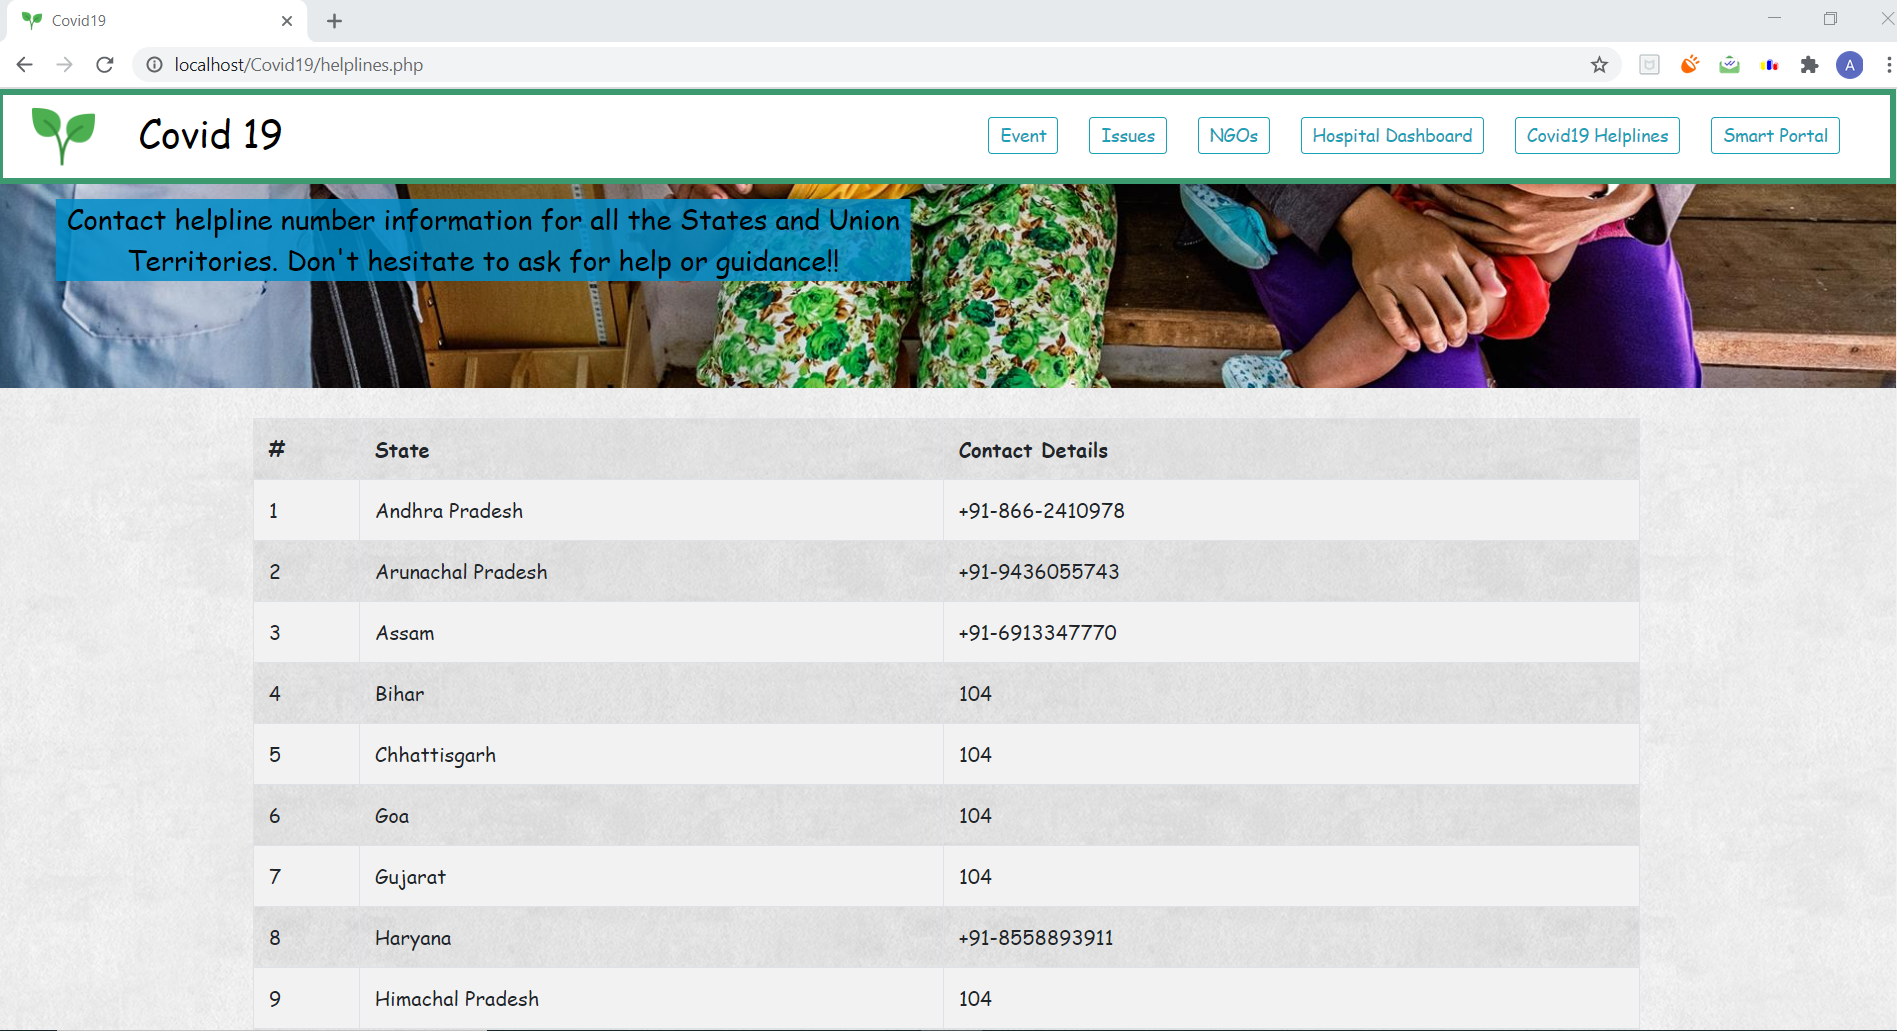 Covid19
localhost/Covid19/helplines.php
A
Covid 19
Event
Issues
NGOs
Hospital Dashboard
Covid19 Helplines
Smart Portal
Contact helpline number information for all the States and Union
Territories. Don't hesitate to ask for help or guidance!!
# State Contact Details
1 Andhra Pradesh +91-866-2410978
2 Arunachal Pradesh +91-9436055743
3 Assam +91-6913347770
4 Bihar 104
5 Chhattisgarh 104
6 Goa 104
7 Gujarat 104
8 Haryana +91-8558893911
9 Himachal Pradesh 104